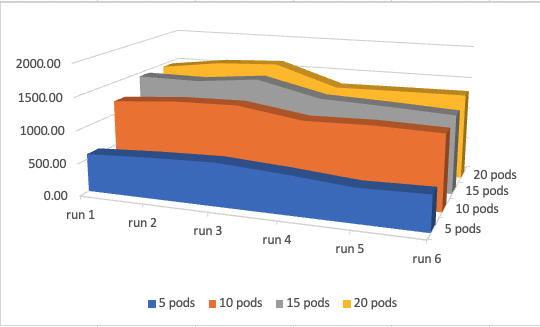 2000.00
1500.00
1000.00
500.00
0.00
run 1
run 2
run 3
run 4
run 5
run 6
20 pods
15 pods
10 pods
5 pods
5 pods 10 pods 15 pods 20 pods